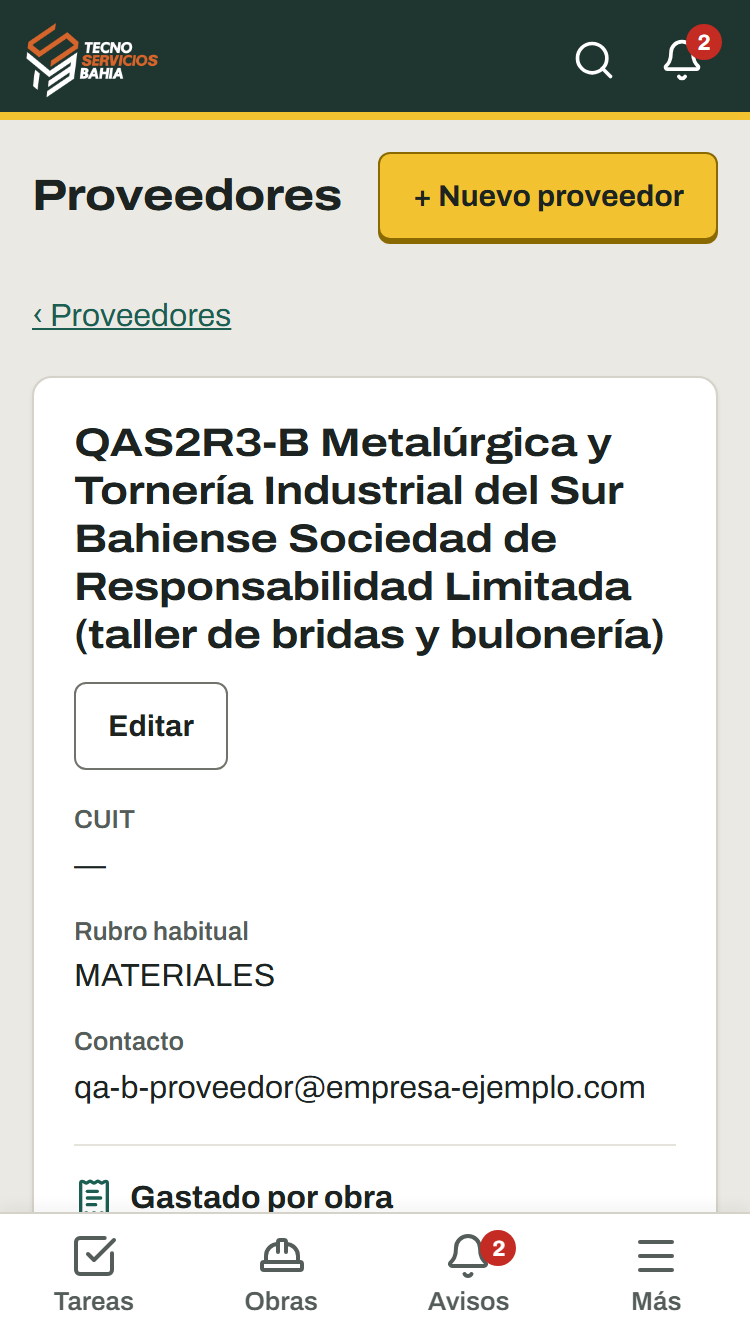 TECNO
SERVICIOS
BAHIA
2
Proveedores
+ Nuevo proveedor
‹ Proveedores
QAS2R3-B Metalúrgica y
Tornería Industrial del Sur
Bahiense Sociedad de
Responsabilidad Limitada
(taller de bridas y bulonería)
Editar
CUIT
—
Rubro habitual
MATERIALES
Contacto
qa-b-proveedor@empresa-ejemplo.com
Gastado por obra
2
Tareas
Obras
Avisos
Más